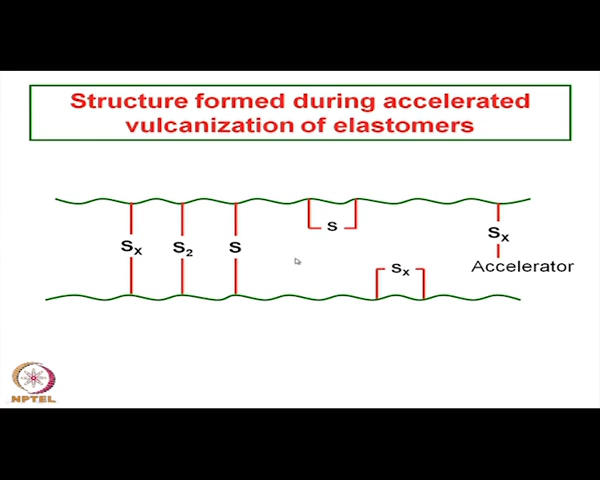 Structure formed during accelerated
vulcanization of elastomers
S
Sx
Sx S2 S
Sx
Accelerator
NPTEL